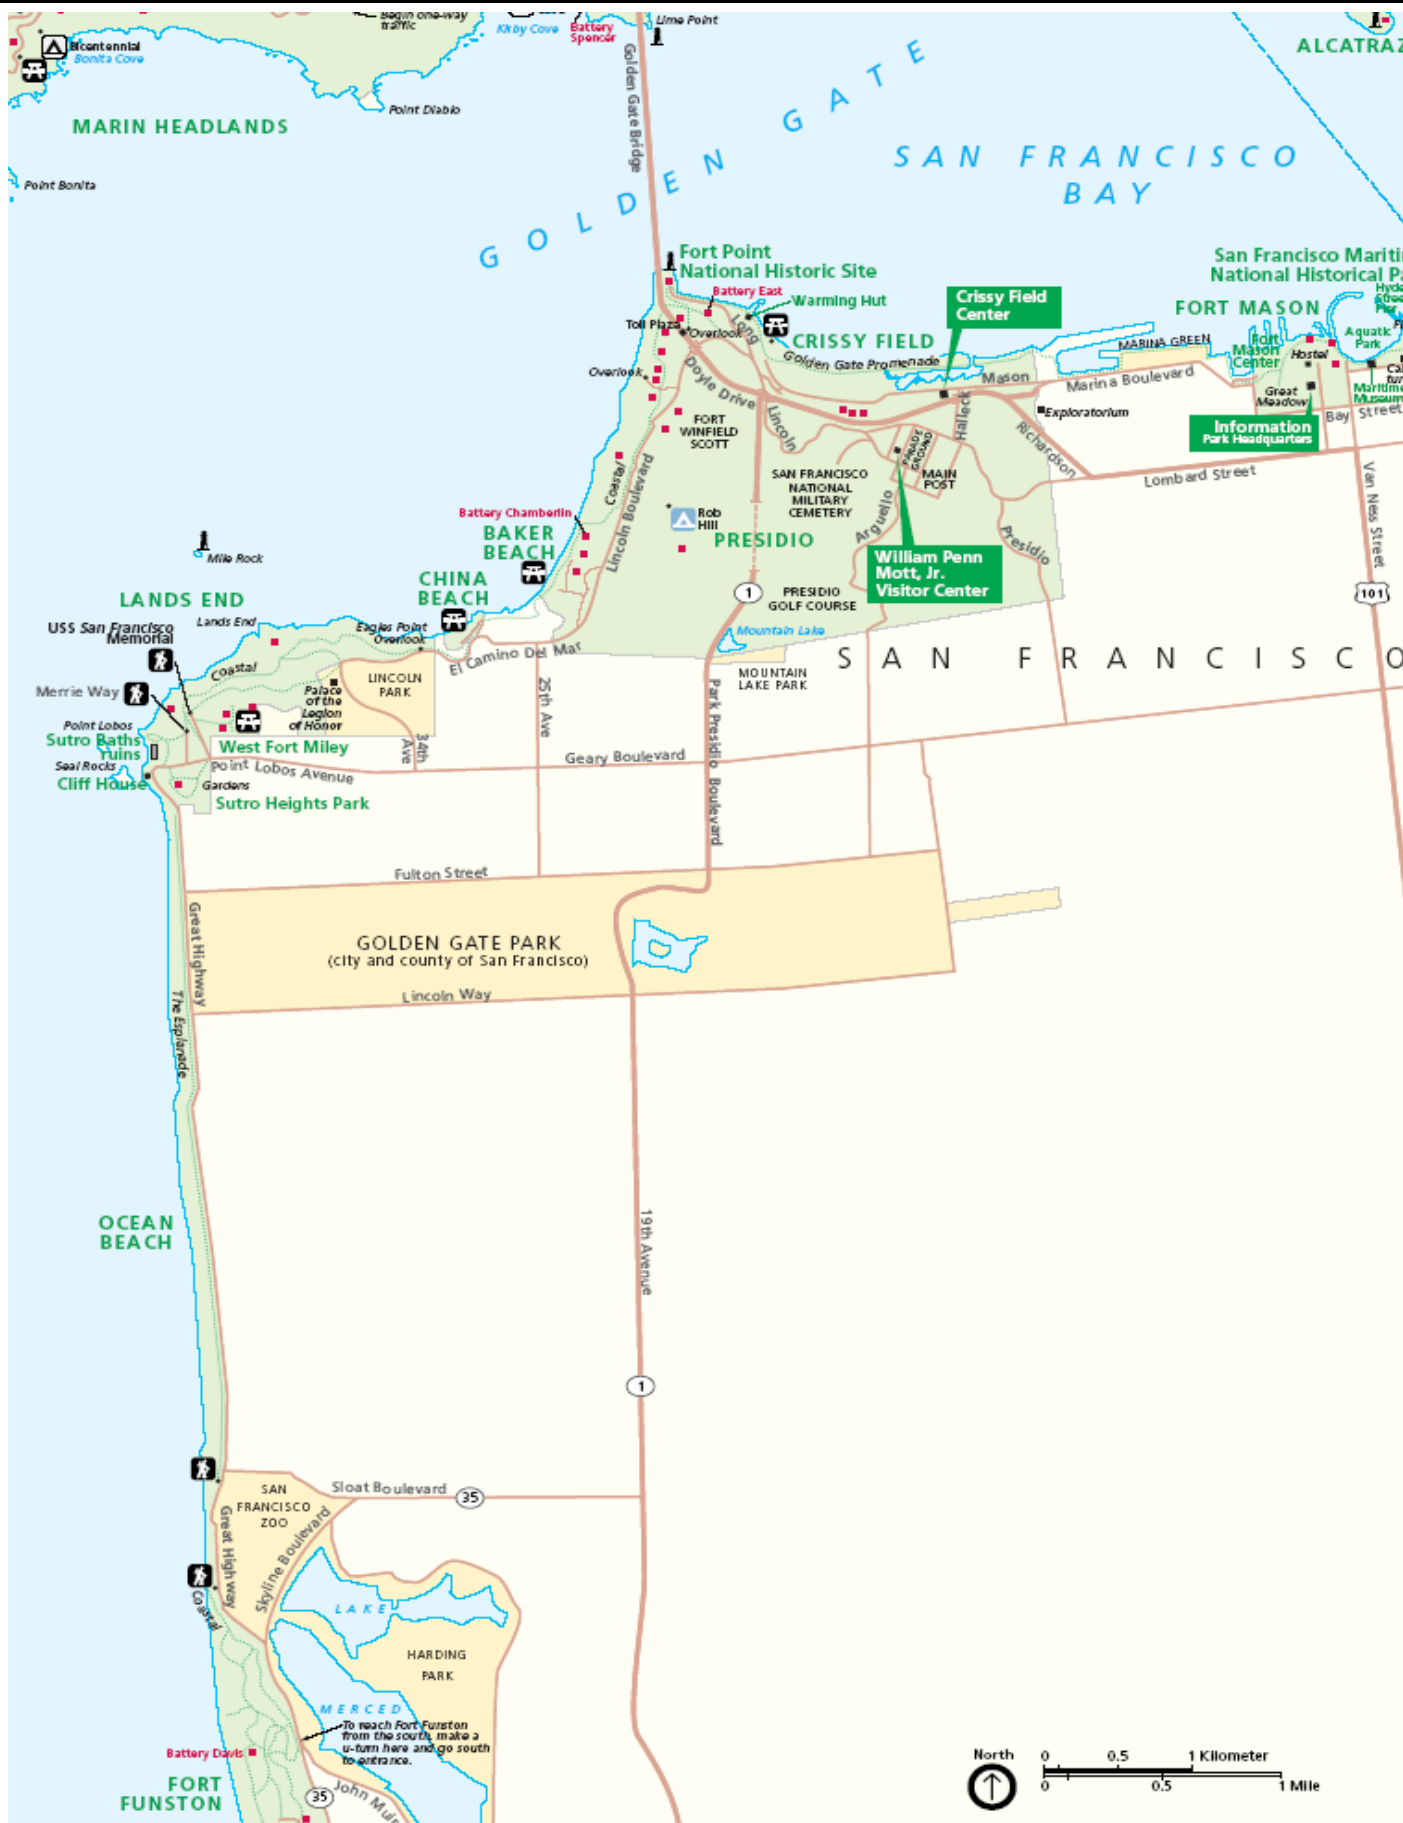 Begin one-way
traffic
Kirby Cove
Battery
Spencer
Lime Point
Bicentennial
Bonita Cove
ALCATRAZ
Point Diablo
MARIN HEADLANDS
Golden Gate Bridge
GOLDEN GATE
SAN FRANCISCO
BAY
Point Bonita
Fort Point
National Historic Site
San Francisco Mariti
National Historical Pa
Battery East
Warming Hut
Crissy Field
Center
FORT MASON
Hyde
Street
Pier
Toll Plaza
Overlook
Long
CRISSY FIELD
Golden Gate Promenade
MARINA GREEN
Fort
Mason
Center
Hostel
Aquatic
Park
Overlook
Doyle Drive
Mason
Marina Boulevard
Great
Meadow
Maritime
Museum
Lincoln
Halleck
Exploratorium
Bay Street
FORT
WINFIELD
SCOTT
Richardson
Information
Park Headquarters
PARADE
GROUND
MAIN
POST
SAN FRANCISCO
NATIONAL
MILITARY
CEMETERY
Lombard Street
Van Ness Street
Coastal
Lincoln Boulevard
Battery Chamberlin
Rob
Hill
Arguello
BAKER
BEACH
PRESIDIO
Presidio
Mile Rock
William Penn
Mott, Jr.
Visitor Center
CHINA
BEACH
1
PRESIDIO
GOLF COURSE
101
LANDS END
Lands End
USS San Francisco
Memorial
Eagles Point
Overlook
Mountain Lake
El Camino Del Mar
SAN FRANCISCO
Coastal
LINCOLN
PARK
MOUNTAIN
LAKE PARK
Merrie Way
Palace
of the
Legion
of Honor
25th Ave
Park Presidio Boulevard
Point Lobos
Sutro Baths
ruins
West Fort Miley
34th
Ave
Geary Boulevard
Seal Rocks
Point Lobos Avenue
Cliff House
Gardens
Sutro Heights Park
Fulton Street
Great Highway
GOLDEN GATE PARK
(city and county of San Francisco)
Lincoln Way
The Esplanade
OCEAN
BEACH
19th Avenue
1
SAN
FRANCISCO
ZOO
Sloat Boulevard
35
Great Highway
Skyline Boulevard
Coastal
LAKE
HARDING
PARK
MERCED
To reach Fort Funston
from the south, make a
u-turn here and go south
to entrance.
Battery Davis
FORT
FUNSTON
35
John Muir
North
0 0.5 1 Kilometer
0 0.5 1 Mile